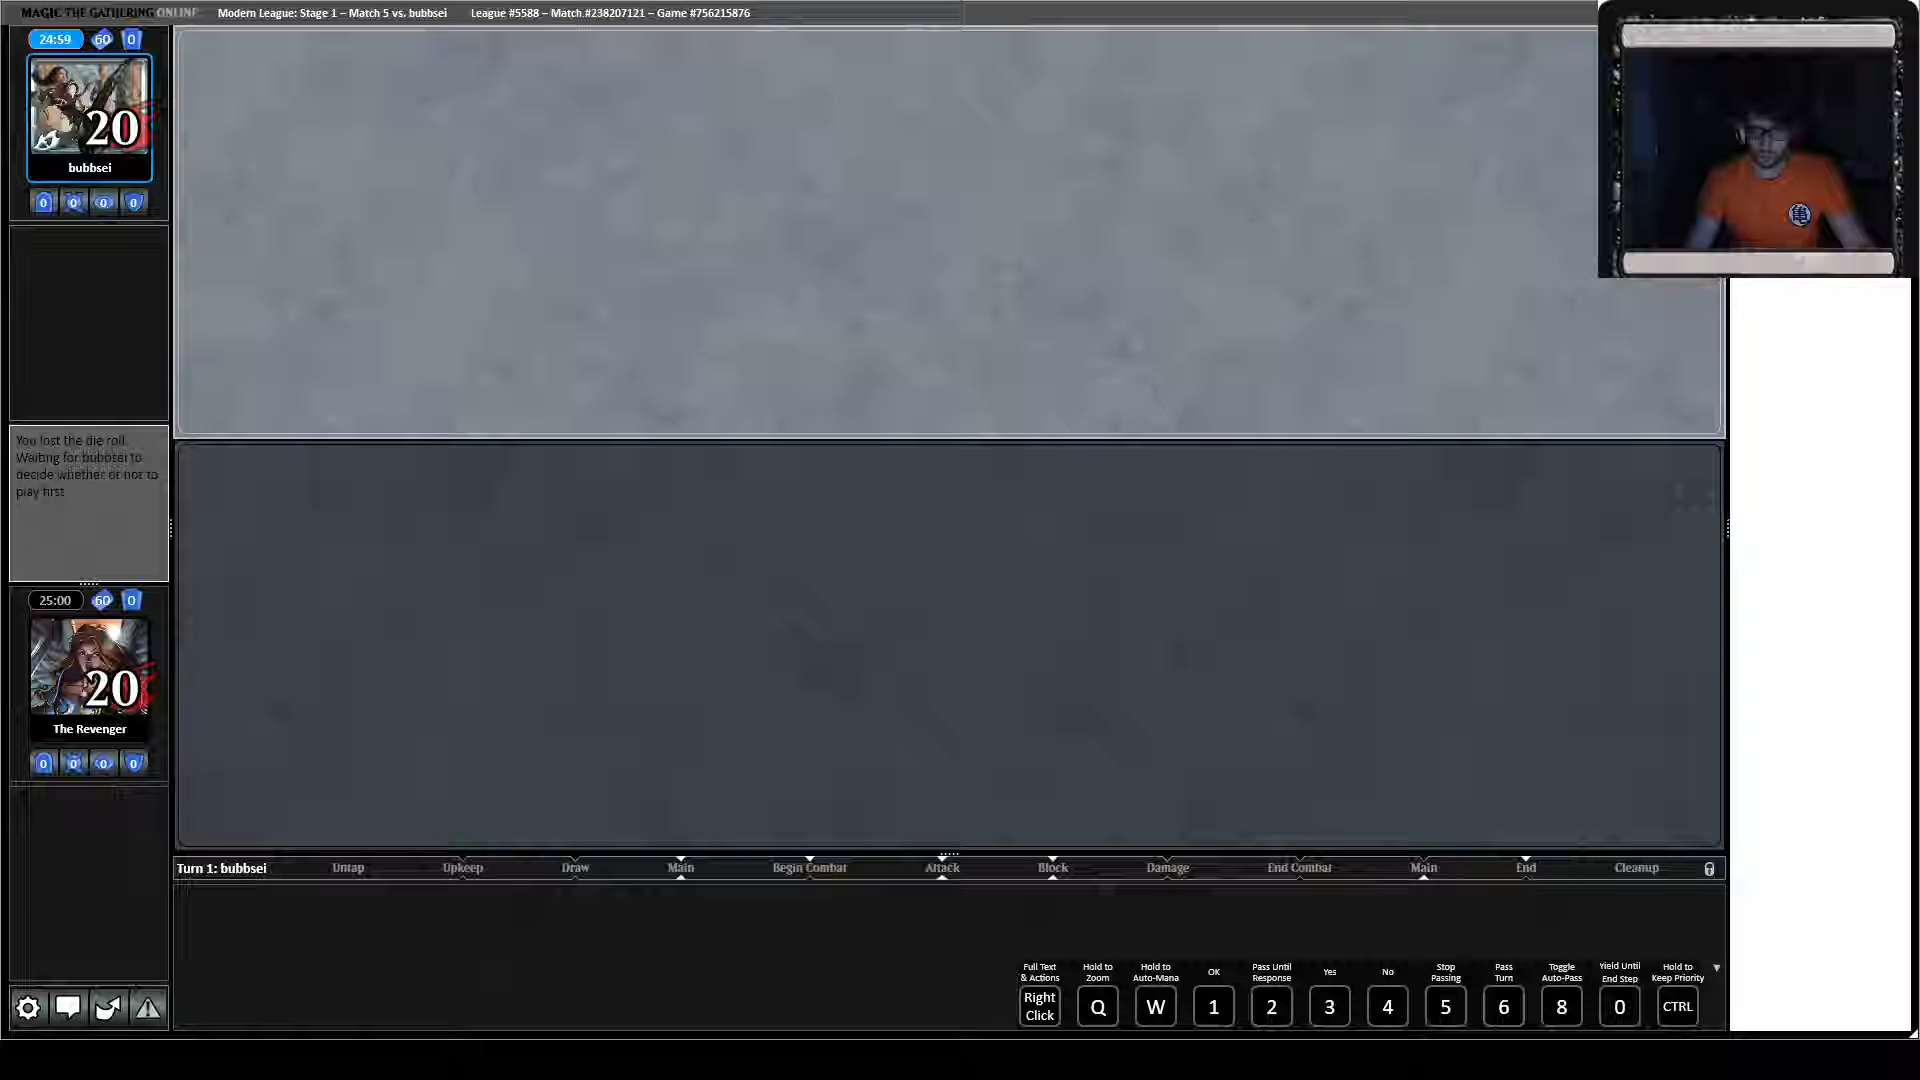 MAGIC THE GATHERING ONLINE
Modern League: Stage 1 – Match 5 vs. bubbsei
League #5588 – Match #238207121 – Game #756215876
24:59 60 0
20
bubbsei
0 0 0 0
You lost the die roll.
Waiting for bubbsei to
decide whether or not to
play first
25:00 60 0
20
The Revenger
0 0 0 0
Turn 1: bubbsei Untap Upkeep Draw Main Begin Combat Attack Block Damage End Combat Main End Cleanup
Full Text & Actions Hold to Zoom Hold to Auto-Mana OK Pass Until Response Yes No Stop Passing Pass Turn Toggle Auto-Pass Yield Until End Step Hold to Keep Priority
Right Click Q W 1 2 3 4 5 6 8 0 CTRL
亀